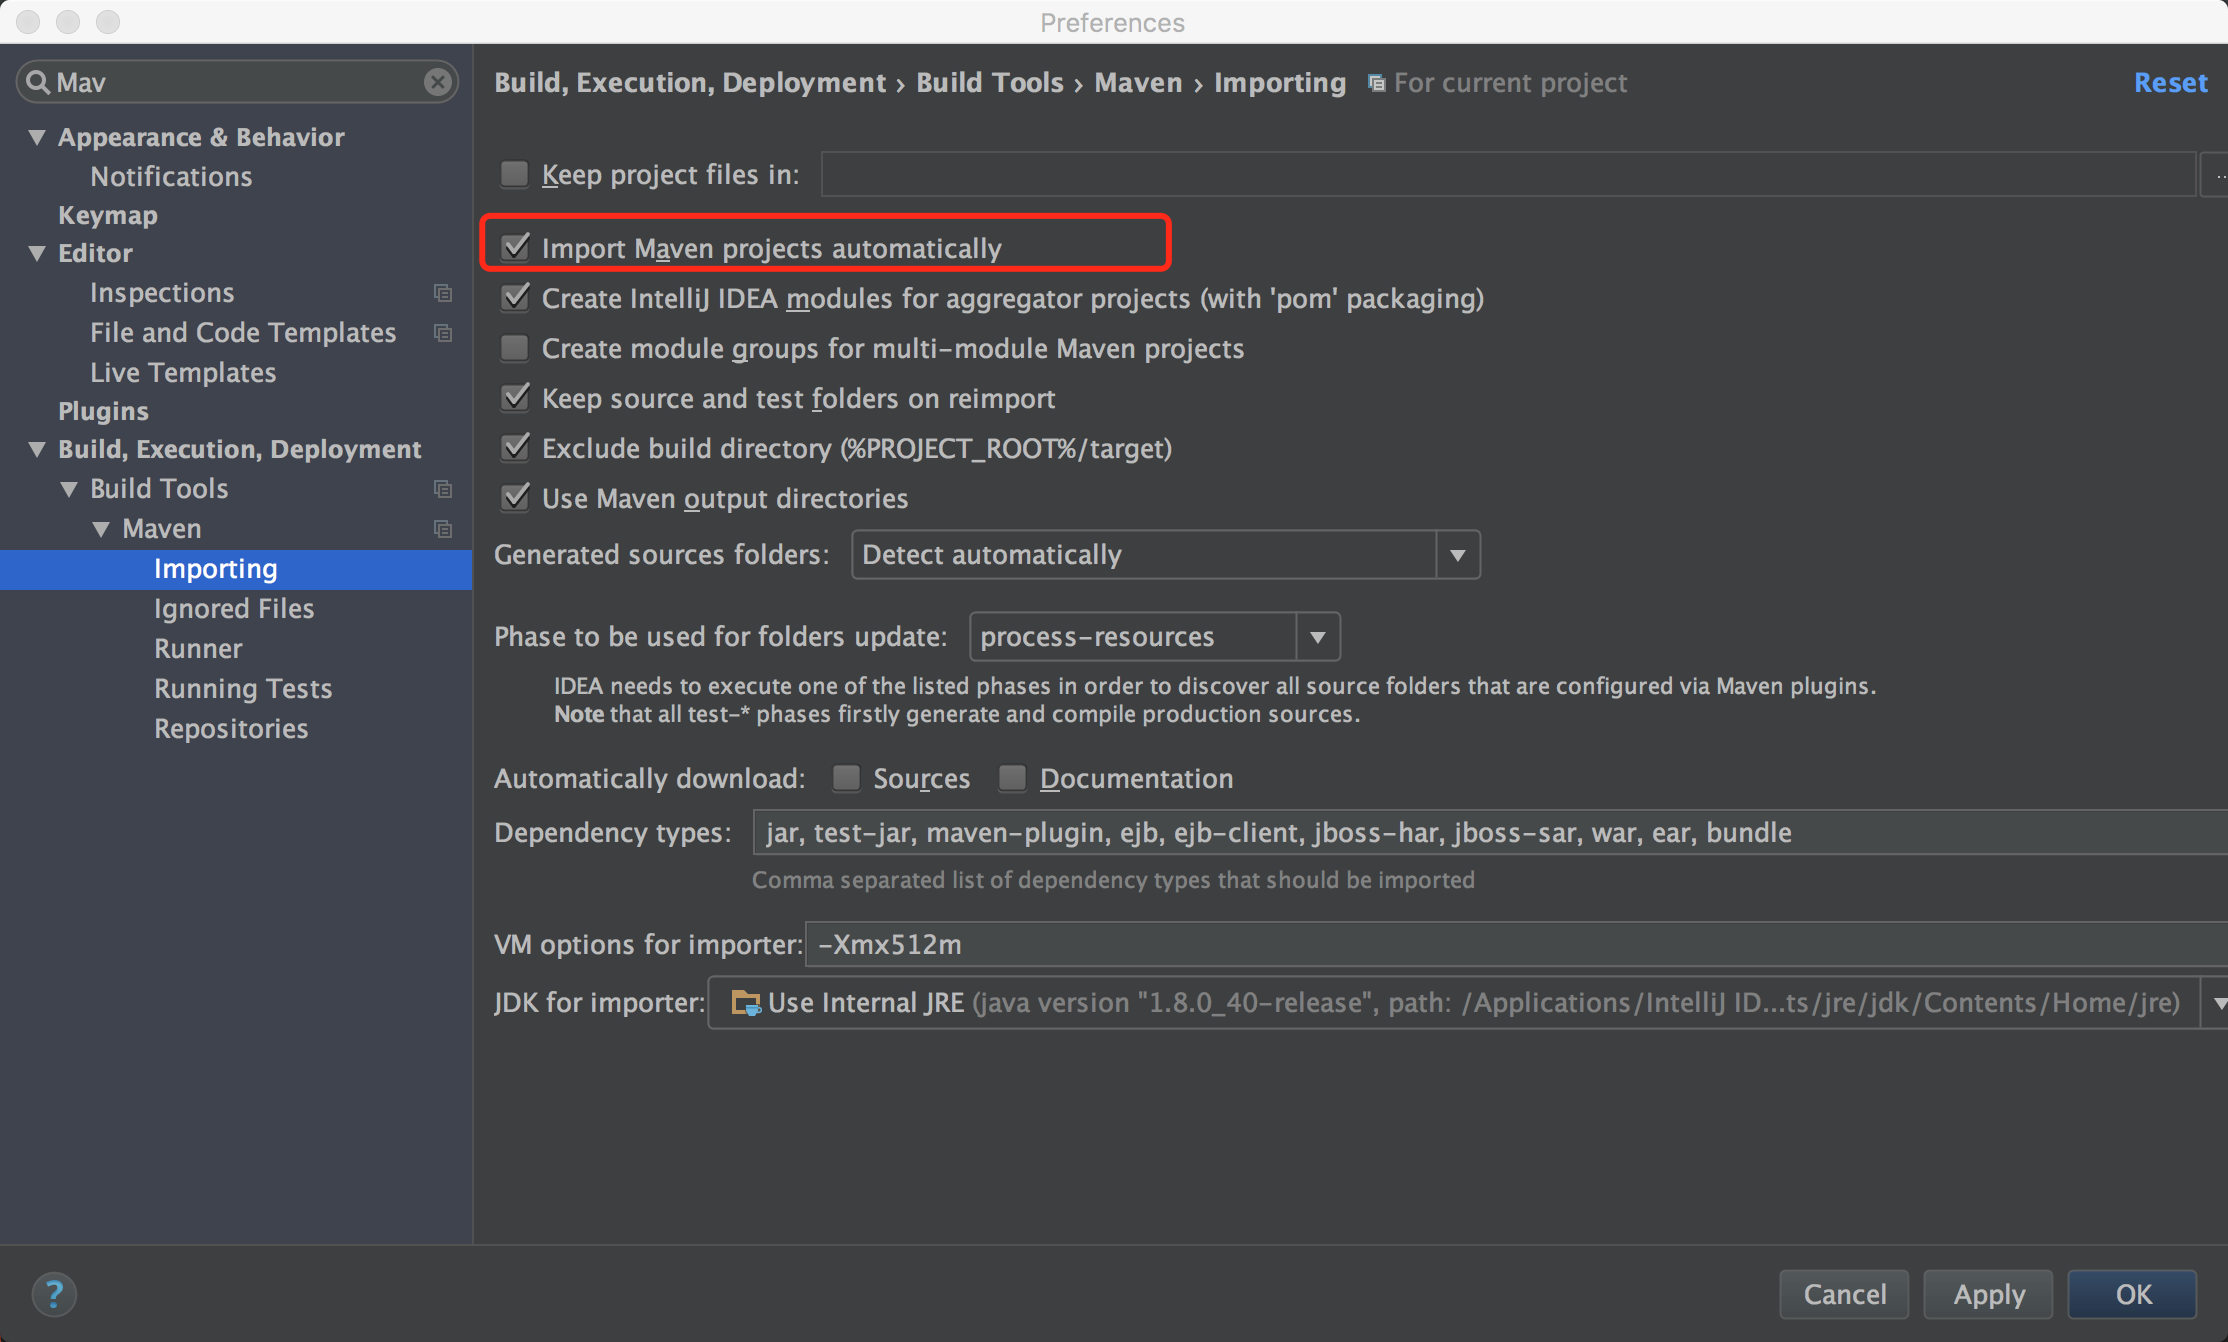 Preferences
Mav
Appearance & Behavior
Notifications
Keymap
Editor
Inspections
File and Code Templates
Live Templates
Plugins
Build, Execution, Deployment
Build Tools
Maven
Importing
Ignored Files
Runner
Running Tests
Repositories
Build, Execution, Deployment › Build Tools › Maven › Importing For current project Reset
Keep project files in: ...
Import Maven projects automatically
Create IntelliJ IDEA modules for aggregator projects (with 'pom' packaging)
Create module groups for multi-module Maven projects
Keep source and test folders on reimport
Exclude build directory (%PROJECT_ROOT%/target)
Use Maven output directories
Generated sources folders: Detect automatically
Phase to be used for folders update: process-resources
IDEA needs to execute one of the listed phases in order to discover all source folders that are configured via Maven plugins.
Note that all test-* phases firstly generate and compile production sources.
Automatically download: Sources Documentation
Dependency types: jar, test-jar, maven-plugin, ejb, ejb-client, jboss-har, jboss-sar, war, ear, bundle
Comma separated list of dependency types that should be imported
VM options for importer: -Xmx512m
JDK for importer: Use Internal JRE (java version "1.8.0_40-release", path: /Applications/IntelliJ ID...ts/jre/jdk/Contents/Home/jre)
? Cancel Apply OK